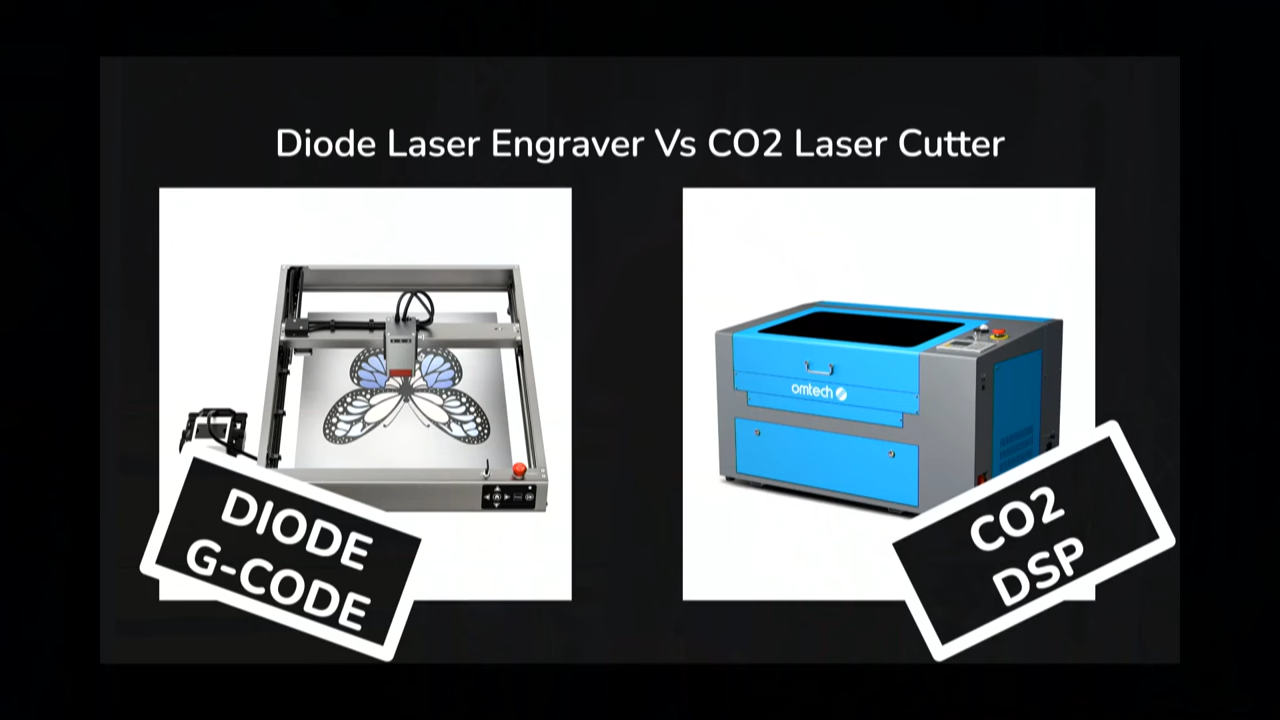 Diode Laser Engraver Vs CO2 Laser Cutter
omtech
DIODE
G-CODE
CO2
DSP